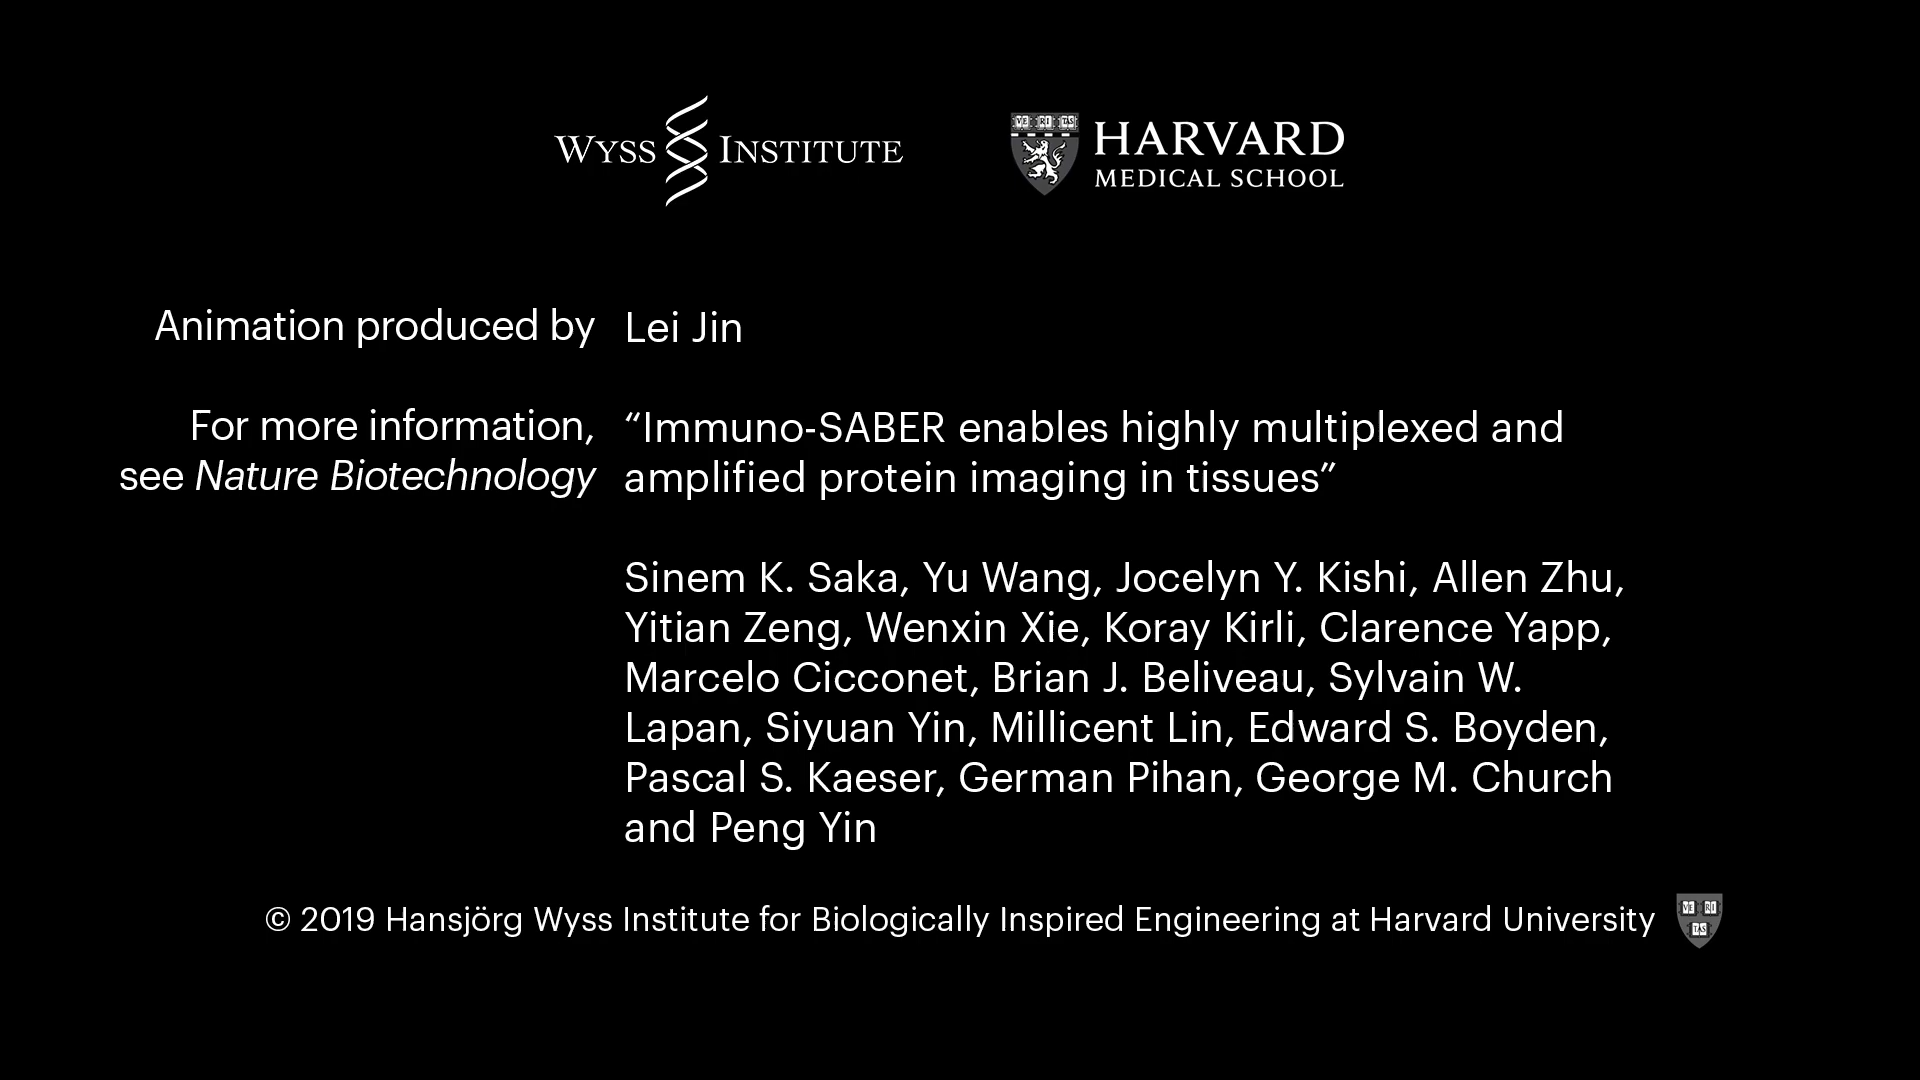 WYSS INSTITUTE
VE RI TAS
HARVARD
MEDICAL SCHOOL
Animation produced by Lei Jin
For more information, “Immuno-SABER enables highly multiplexed and
see Nature Biotechnology amplified protein imaging in tissues”
Sinem K. Saka, Yu Wang, Jocelyn Y. Kishi, Allen Zhu,
Yitian Zeng, Wenxin Xie, Koray Kirli, Clarence Yapp,
Marcelo Cicconet, Brian J. Beliveau, Sylvain W.
Lapan, Siyuan Yin, Millicent Lin, Edward S. Boyden,
Pascal S. Kaeser, German Pihan, George M. Church
and Peng Yin
© 2019 Hansjörg Wyss Institute for Biologically Inspired Engineering at Harvard University
VE RI TAS